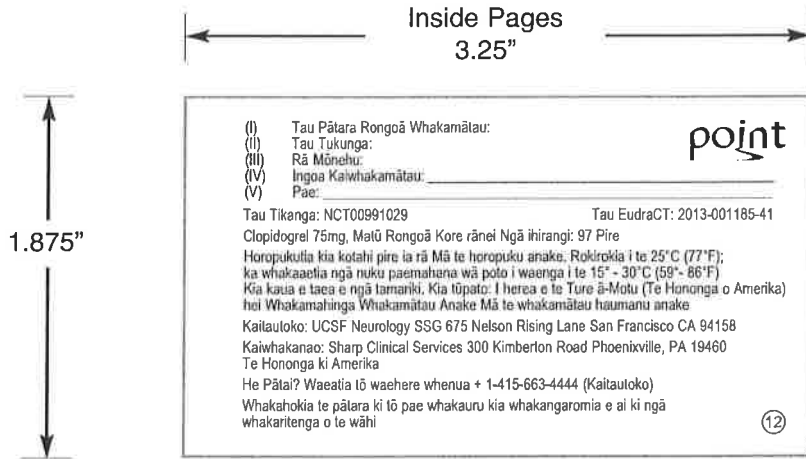 Inside Pages
3.25”
1.875”
point
(I) Tau Pātara Rongoā Whakamātau:
(II) Tau Tukunga:
(III) Rā Mōnehu:
(IV) Ingoa Kaiwhakamātau:
(V) Pae:
Tau Tikanga: NCT00991029 Tau EudraCT: 2013-001185-41
Clopidogrel 75mg, Matū Rongoā Kore rānei Ngā ihirangi: 97 Pire
Horopukutia kia kotahi pire ia rā Mā te horopuku anake. Rokirokia i te 25°C (77°F);
ka whakaaetia ngā nuku paemahana wā poto i waenga i te 15° - 30°C (59°- 86°F)
Kia kaua e taea e ngā tamariki. Kia tūpato: I herea e te Ture ā-Motu (Te Hononga o Amerika)
hei Whakamahinga Whakamātau Anake Mā te whakamātau haumanu anake
Kailautoko: UCSF Neurology SSG 675 Nelson Rising Lane San Francisco CA 94158
Kaiwhakanao: Sharp Clinical Services 300 Kimberton Road Phoenixville, PA 19460
Te Hononga ki Amerika
He Pātai? Waeatia tō waehere whenua + 1-415-663-4444 (Kaitautoko)
Whakahokia te pātara ki tō pae whakauru kia whakangaromia e ai ki ngā
whakaritenga o te wāhi
12